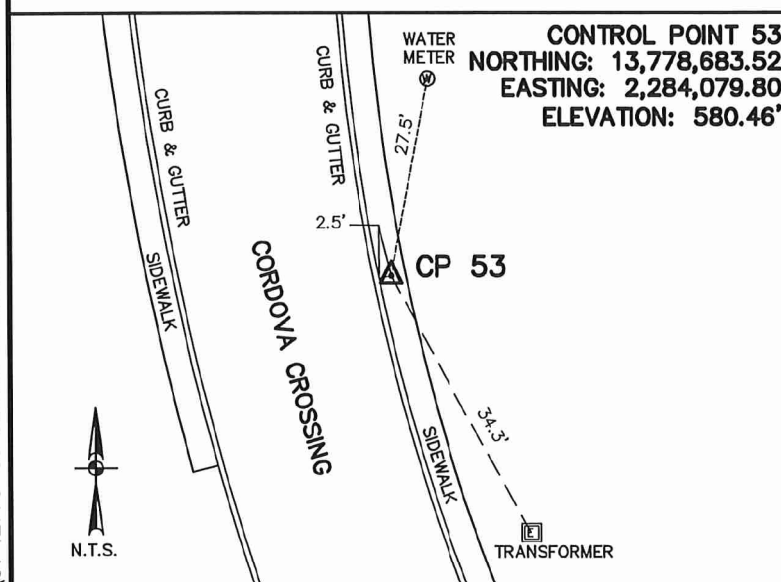 CONTROL POINT 53
NORTHING: 13,778,683.52
EASTING: 2,284,079.80
ELEVATION: 580.46'
WATER
METER
W
27.5'
CURB & GUTTER
CURB & GUTTER
2.5'
CP 53
SIDEWALK
CORDOVA CROSSING
34.3'
SIDEWALK
N.T.S.
E
TRANSFORMER